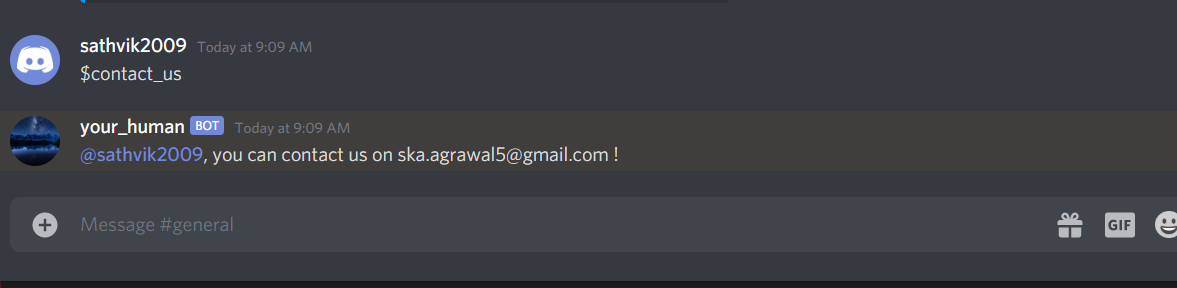 sathvik2009 Today at 9:09 AM
$contact_us
your_human BOT Today at 9:09 AM
@sathvik2009, you can contact us on ska.agrawal5@gmail.com !
Message #general GIF